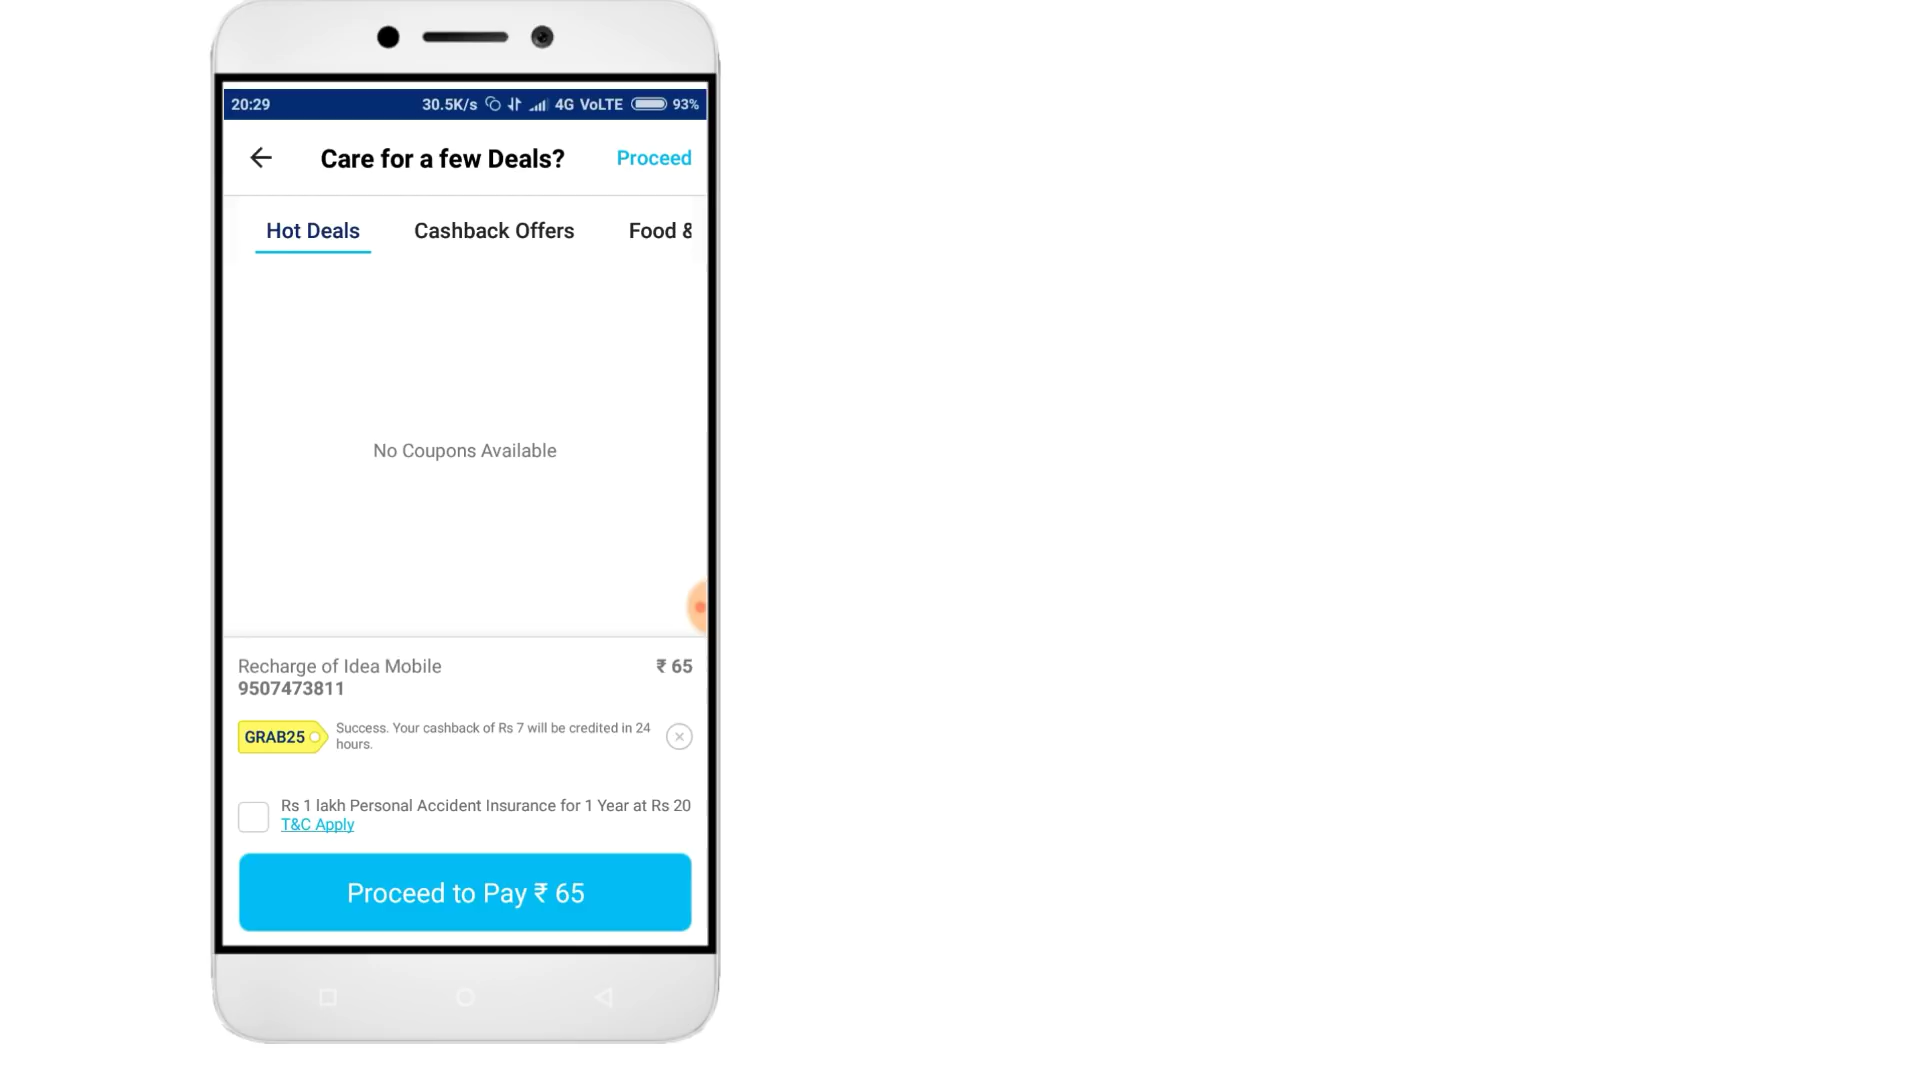 20:29 30.5K/s 4G VoLTE 93%
Care for a few Deals? Proceed
Hot Deals Cashback Offers Food &
No Coupons Available
Recharge of Idea Mobile ₹ 65
9507473811
GRAB25 Success. Your cashback of Rs 7 will be credited in 24
hours.
Rs 1 lakh Personal Accident Insurance for 1 Year at Rs 20
T&C Apply
Proceed to Pay ₹ 65